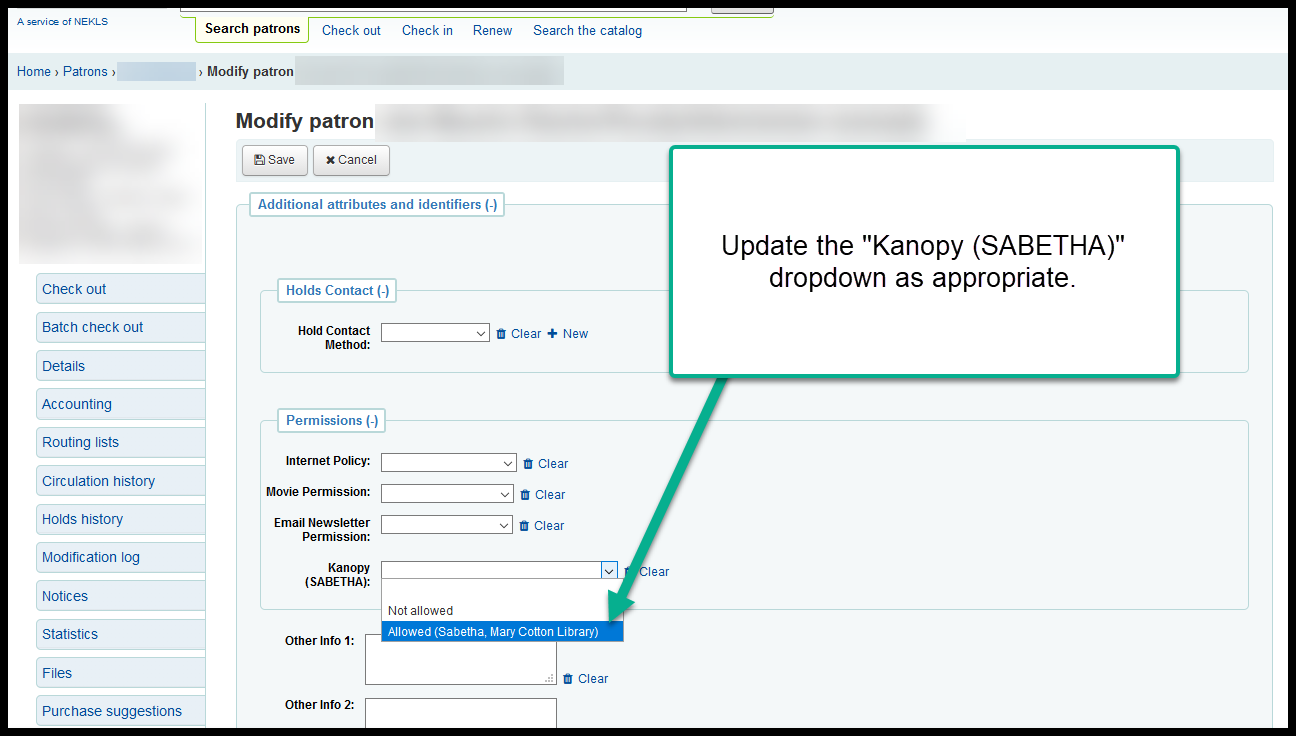 A service of NEKLS
Search patrons
Check out
Check in
Renew
Search the catalog
Home › Patrons ›
› Modify patron
Modify patron
Save
Cancel
Update the "Kanopy (SABETHA)"
dropdown as appropriate.
Additional attributes and identifiers (-)
Holds Contact (-)
Hold Contact
Method:
Clear
New
Permissions (-)
Internet Policy:
Clear
Movie Permission:
Clear
Email Newsletter
Permission:
Clear
Kanopy
(SABETHA):
Clear
Not allowed
Allowed (Sabetha, Mary Cotton Library)
Other Info 1:
Clear
Other Info 2:
Check out
Batch check out
Details
Accounting
Routing lists
Circulation history
Holds history
Modification log
Notices
Statistics
Files
Purchase suggestions